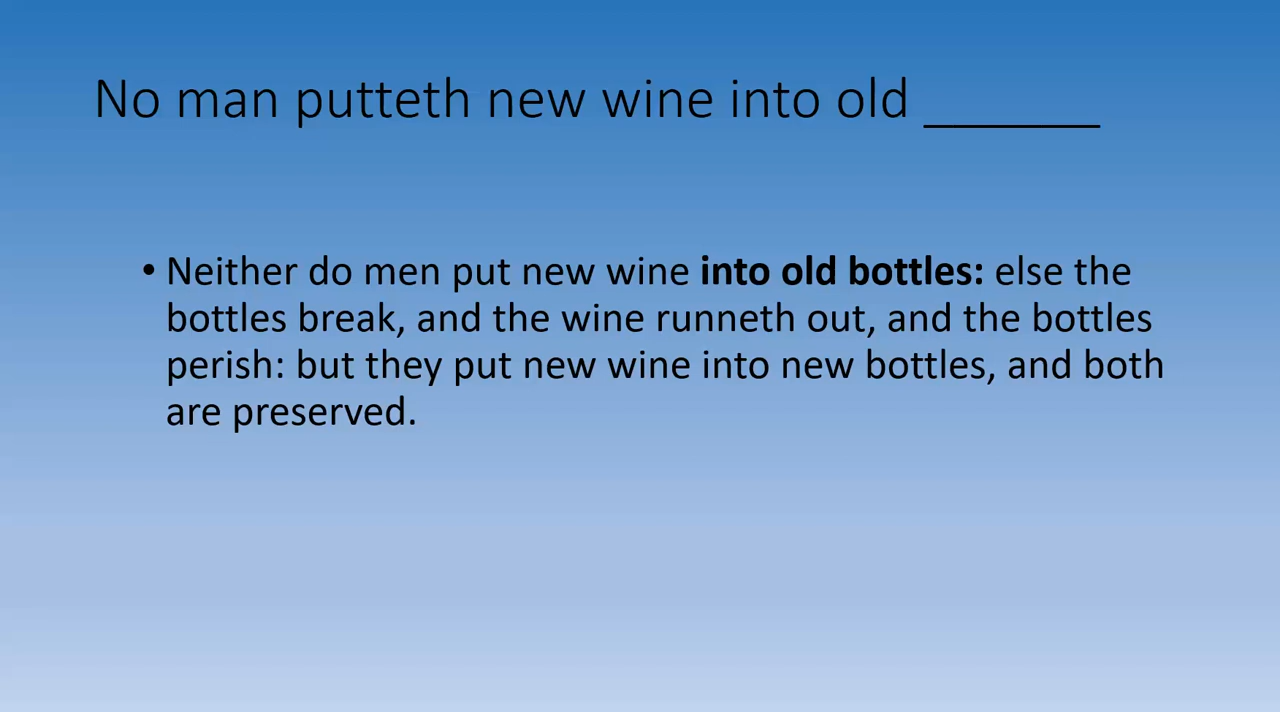 No man putteth new wine into old _______
• Neither do men put new wine into old bottles: else the
bottles break, and the wine runneth out, and the bottles
perish: but they put new wine into new bottles, and both
are preserved.